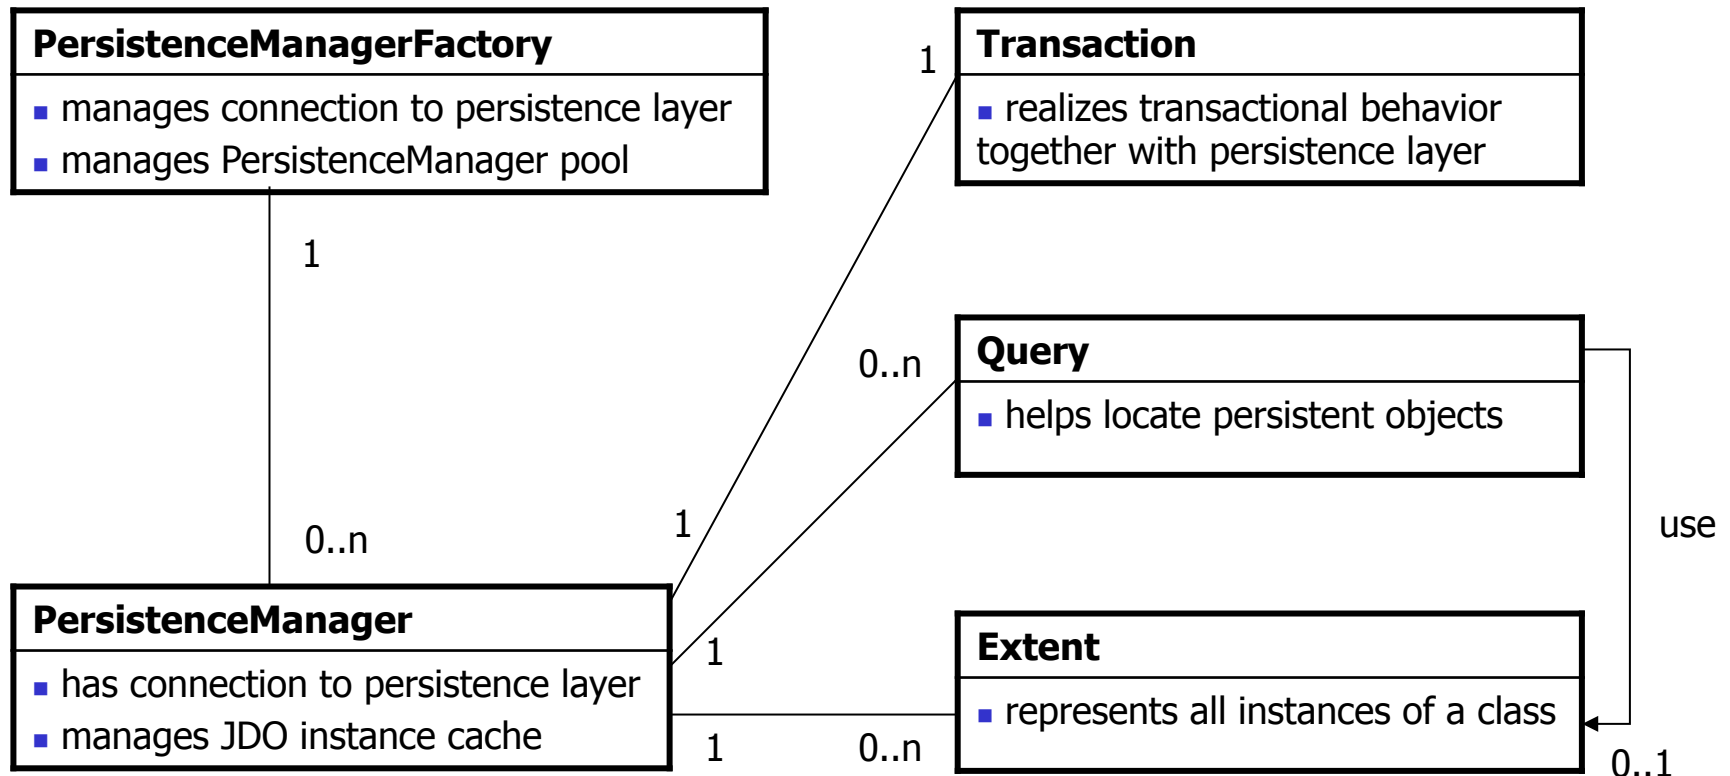 PersistenceManagerFactory
▪ manages connection to persistence layer
▪ manages PersistenceManager pool
1
0..n
PersistenceManager
▪ has connection to persistence layer
▪ manages JDO instance cache
1
1
Transaction
▪ realizes transactional behavior
together with persistence layer
1
0..n
Query
▪ helps locate persistent objects
1
0..n
Extent
▪ represents all instances of a class
use
0..1